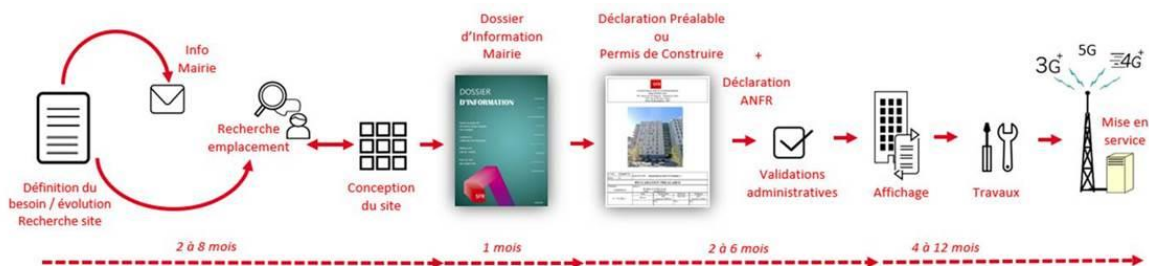 Info
Mairie
Définition du
besoin / évolution
Recherche site
Recherche
emplacement
Conception
du site
Dossier
d'Information
Mairie
DOSSIER
D'INFORMATION
SFR
Déclaration Préalable
ou
Permis de Construire
+
Déclaration
ANFR
SFR
Validations
administratives
Affichage
Travaux
3G+
5G
4G+
Mise en
service
2 à 8 mois
1 mois
2 à 6 mois
4 à 12 mois